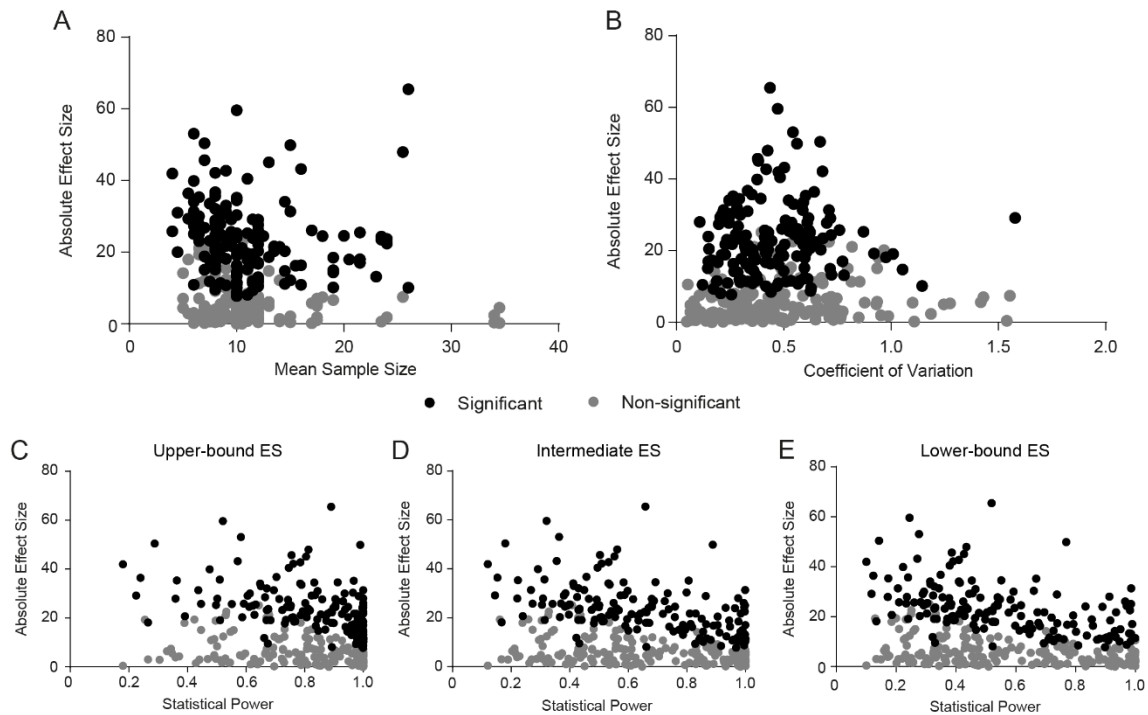 A
B
80
60
40
20
0
Absolute Effect Size
0
10
20
30
40
Mean Sample Size
80
60
40
20
0
Absolute Effect Size
0
0.5
1.0
1.5
2.0
Coefficient of Variation
Significant
Non-significant
C
Upper-bound ES
80
60
40
20
0
Absolute Effect Size
0
0.2
0.4
0.6
0.8
1.0
Statistical Power
D
Intermediate ES
80
60
40
20
0
Absolute Effect Size
0
0.2
0.4
0.6
0.8
1.0
Statistical Power
E
Lower-bound ES
80
60
40
20
0
Absolute Effect Size
0
0.2
0.4
0.6
0.8
1.0
Statistical Power